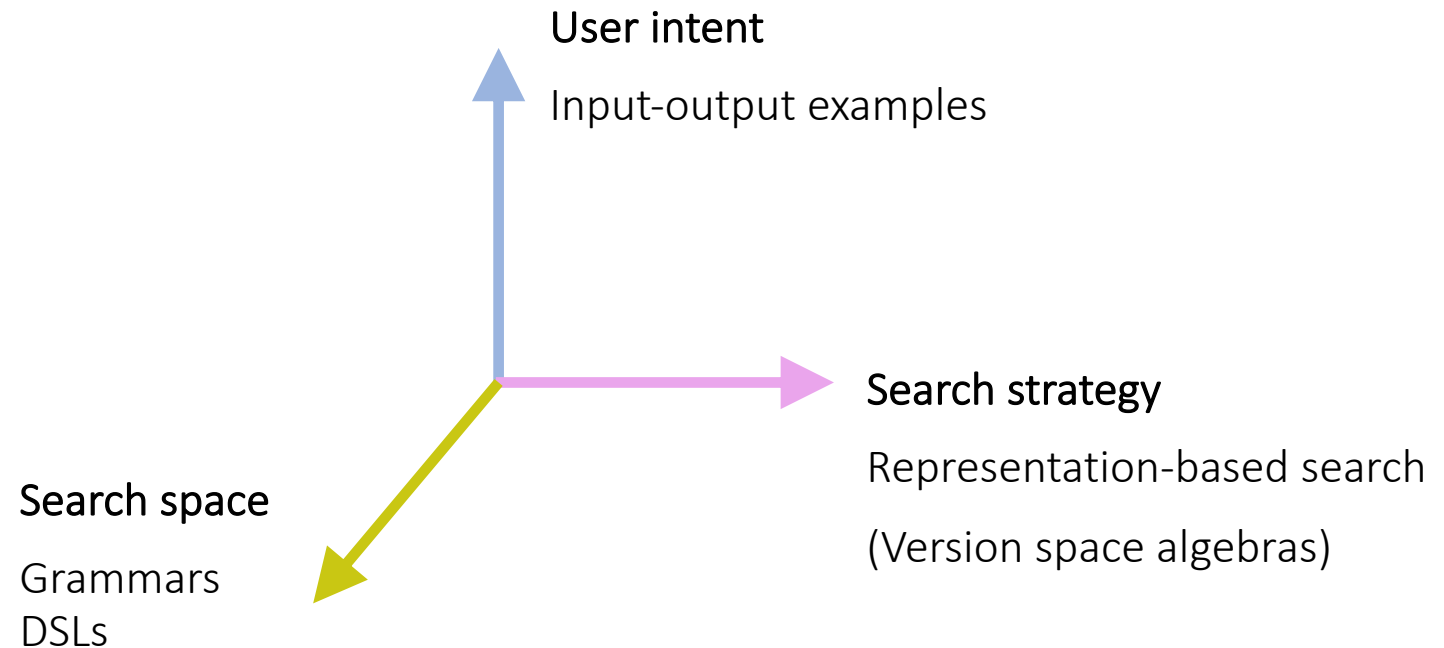 User intent
Input-output examples
Search strategy
Representation-based search
(Version space algebras)
Search space
Grammars
DSLs